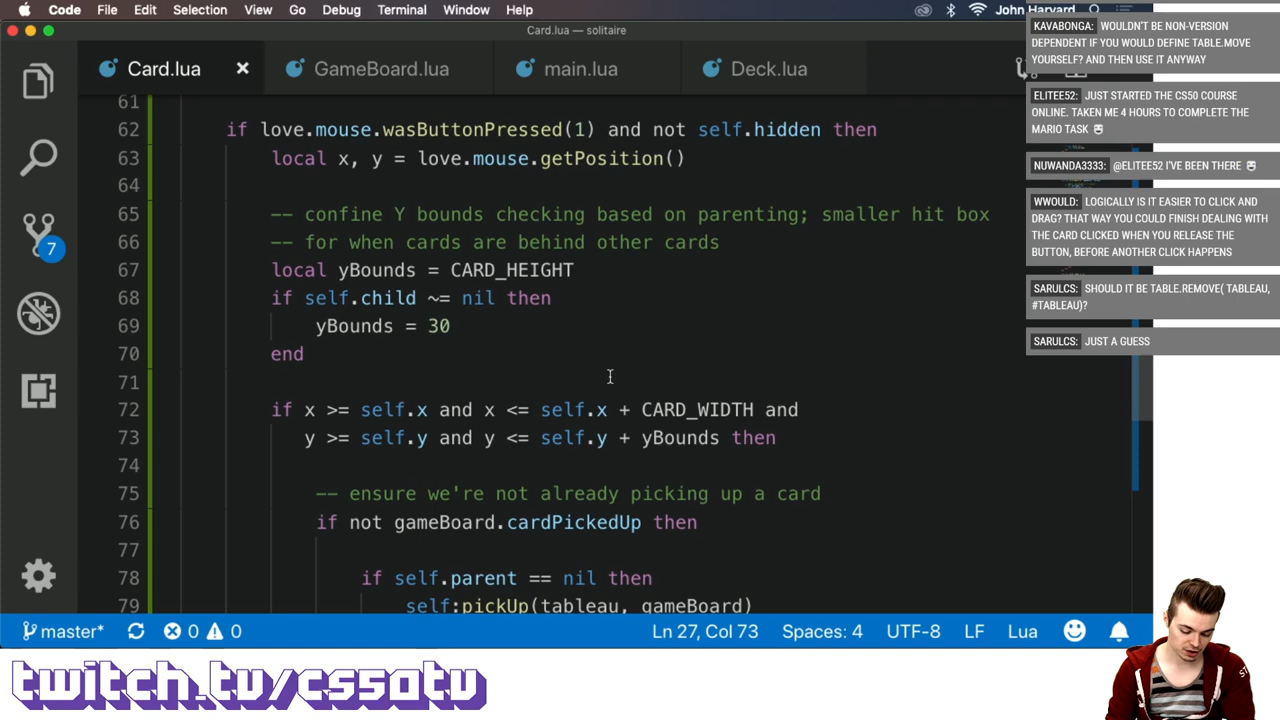 Code File Edit Selection View Go Debug Terminal Window Help John Harvard
Card.lua — solitaire
Card.lua GameBoard.lua main.lua Deck.lua
61
62 if love.mouse.wasButtonPressed(1) and not self.hidden then
63 local x, y = love.mouse.getPosition()
64
65 -- confine Y bounds checking based on parenting; smaller hit box
66 -- for when cards are behind other cards
67 local yBounds = CARD_HEIGHT
68 if self.child ~= nil then
69 yBounds = 30
70 end
71
72 if x >= self.x and x <= self.x + CARD_WIDTH and
73 y >= self.y and y <= self.y + yBounds then
74
75 -- ensure we're not already picking up a card
76 if not gameBoard.cardPickedUp then
77
78 if self.parent == nil then
79 self:pickUp(tableau, gameBoard)
7
master* 0 0 Ln 27, Col 73 Spaces: 4 UTF-8 LF Lua
KAVABONGA: WOULDN'T BE NON-VERSION
DEPENDENT IF YOU WOULD DEFINE TABLE.MOVE
YOURSELF? AND THEN USE IT ANYWAY
ELITEE52: JUST STARTED THE CS50 COURSE
ONLINE. TAKEN ME 4 HOURS TO COMPLETE THE
MARIO TASK
NUWANDA3333: @ELITEE52 I'VE BEEN THERE
WWOULD: LOGICALLY IS IT EASIER TO CLICK AND
DRAG? THAT WAY YOU COULD FINISH DEALING WITH
THE CARD CLICKED WHEN YOU RELEASE THE
BUTTON, BEFORE ANOTHER CLICK HAPPENS
SARULCS: SHOULD IT BE TABLE.REMOVE( TABLEAU,
#TABLEAU)?
SARULCS: JUST A GUESS
twitch.tv/cs50tv